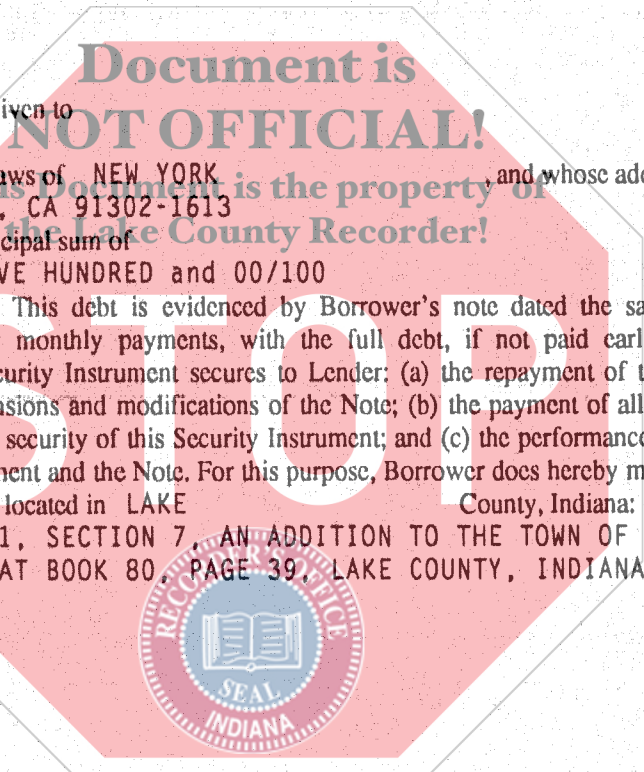 Document is
iven to
NOT OFFICIAL!
aws of NEW YORK , and whose add
This Document is the property of
, CA 91302-1613
the Lake County Recorder!
cipal sum of
VE HUNDRED and 00/100
This debt is evidenced by Borrower's note dated the sa
monthly payments, with the full debt, if not paid earl
curity Instrument secures to Lender: (a) the repayment of t
nsions and modifications of the Note; (b) the payment of all
security of this Security Instrument; and (c) the performance
ment and the Note. For this purpose, Borrower does hereby m
STOP!
located in LAKE County, Indiana:
1, SECTION 7, AN ADDITION TO THE TOWN OF
AT BOOK 80, PAGE 39, LAKE COUNTY, INDIANA
RECORDER'S OFFICE
SEAL
INDIANA